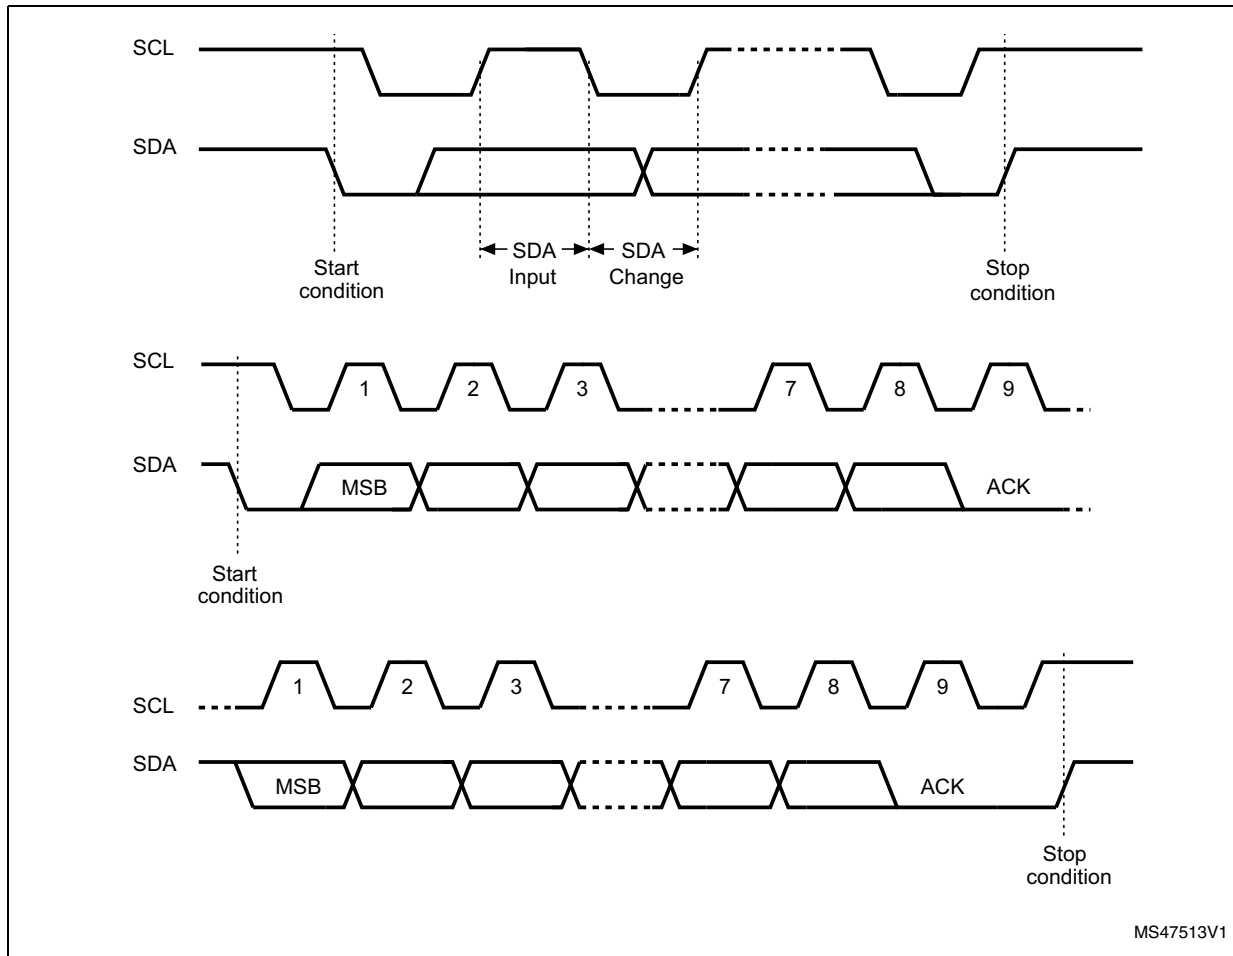 SCL
SDA
SDA
Input
SDA
Change
Start
condition
Stop
condition
SCL
1 2 3 7 8 9
SDA
MSB ACK
Start
condition
1 2 3 7 8 9
SCL
SDA
MSB ACK
Stop
condition
MS47513V1